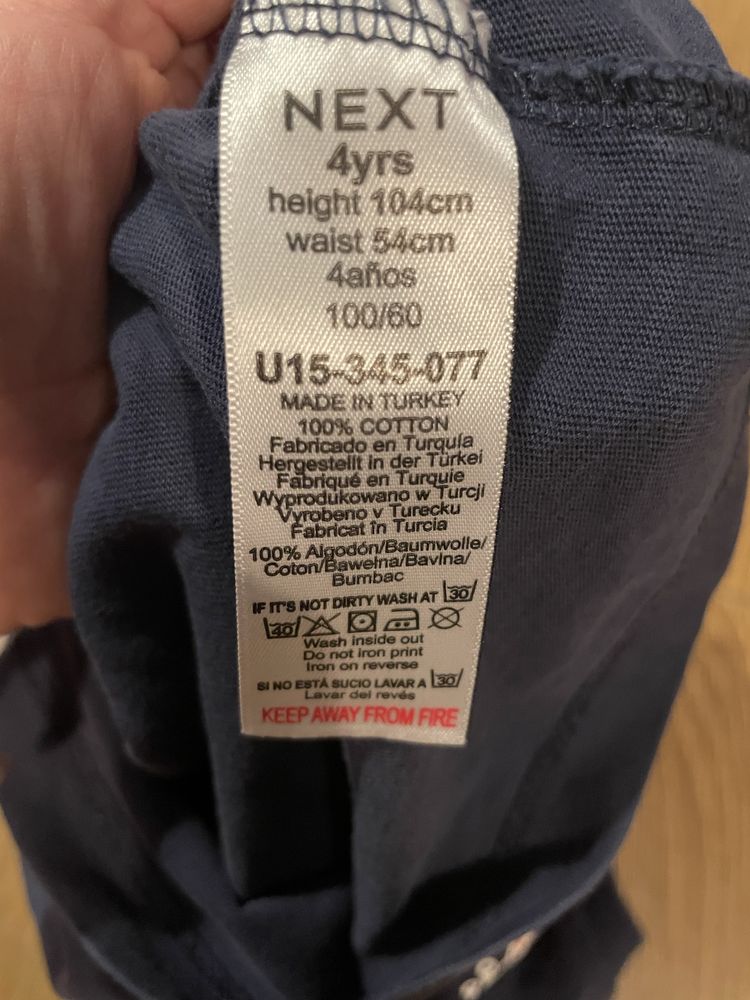 NEXT
4yrs
height 104cm
waist 54cm
4años
100/60
U15-345-077
MADE IN TURKEY
100% COTTON
Fabricado en Turquía
Hergestellt in der Türkei
Fabriqué en Turquie
Wyprodukowano w Turcji
Vyrobeno v Turecku
Fabricat în Turcia
100% Algodón/Baumwolle/
Coton/Bawełna/Bavlna/
Bumbac
IF IT'S NOT DIRTY WASH AT 30
40
Wash inside out
Do not iron print
Iron on reverse
SI NO ESTÁ SUCIO LAVAR A 30
Lavar del revés
KEEP AWAY FROM FIRE